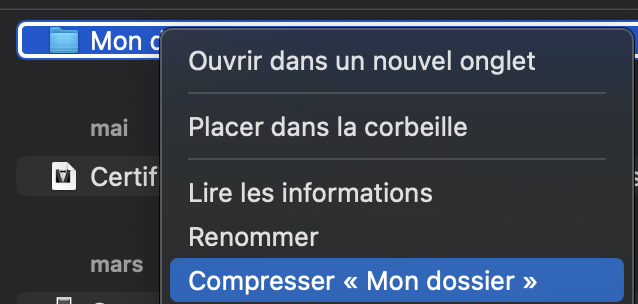 Mon d
Ouvrir dans un nouvel onglet
mai
Placer dans la corbeille
Certif
Lire les informations
Renommer
mars
Compresser « Mon dossier »